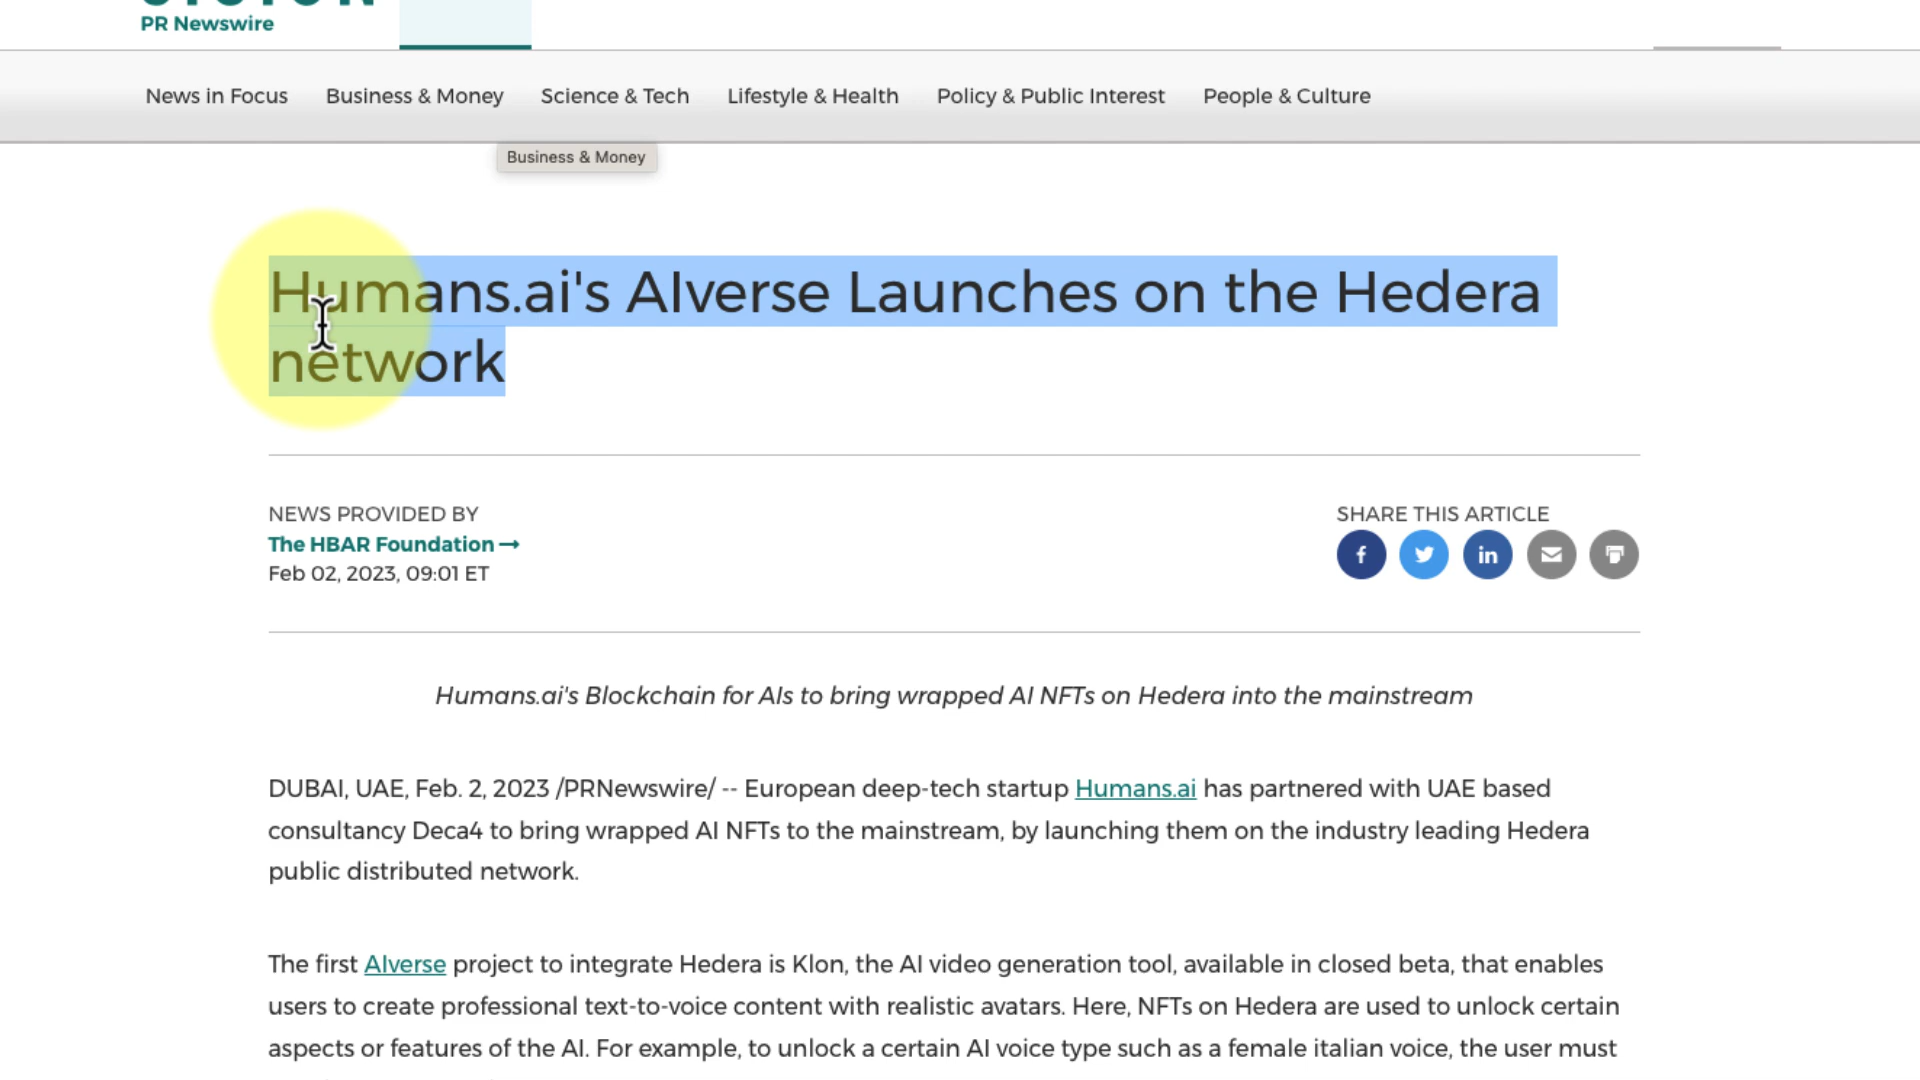 PR Newswire
News in Focus Business & Money Science & Tech Lifestyle & Health Policy & Public Interest People & Culture
Business & Money
Humans.ai's AIverse Launches on the Hedera
network
NEWS PROVIDED BY
The HBAR Foundation
Feb 02, 2023, 09:01 ET
SHARE THIS ARTICLE
Humans.ai's Blockchain for AIs to bring wrapped AI NFTs on Hedera into the mainstream
DUBAI, UAE, Feb. 2, 2023 /PRNewswire/ -- European deep-tech startup Humans.ai has partnered with UAE based
consultancy Deca4 to bring wrapped AI NFTs to the mainstream, by launching them on the industry leading Hedera
public distributed network.
The first AIverse project to integrate Hedera is Klon, the AI video generation tool, available in closed beta, that enables
users to create professional text-to-voice content with realistic avatars. Here, NFTs on Hedera are used to unlock certain
aspects or features of the AI. For example, to unlock a certain AI voice type such as a female italian voice, the user must